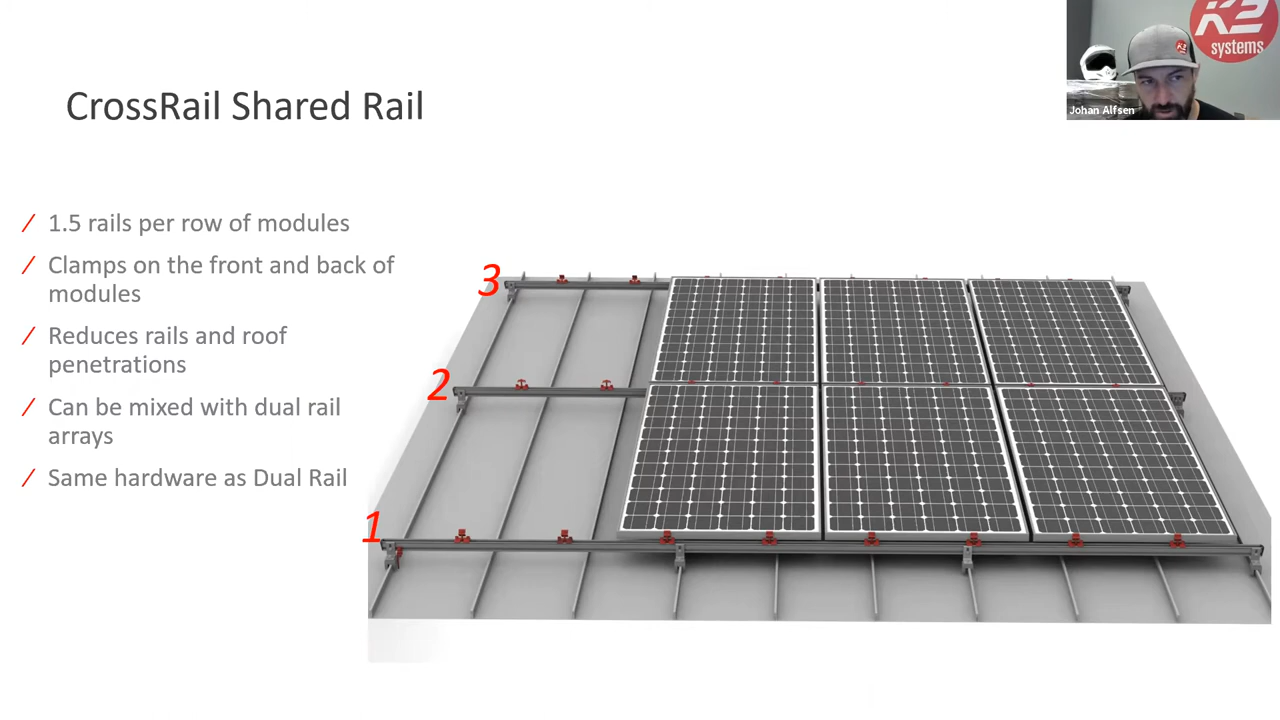 K2
systems
Johan Alfsen
CrossRail Shared Rail
/ 1.5 rails per row of modules
/ Clamps on the front and back of
modules
/ Reduces rails and roof
penetrations
/ Can be mixed with dual rail
arrays
/ Same hardware as Dual Rail
3
2
1